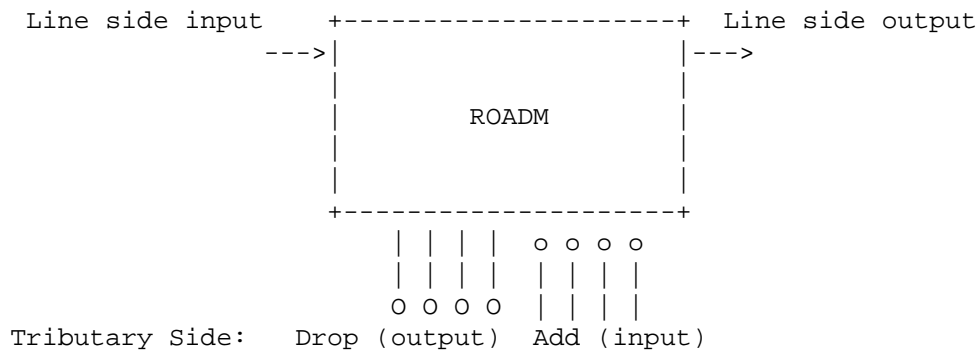 Line side input +---------------------+ Line side output
--->| |--->
| |
| ROADM |
| |
| |
+---------------------+
| | | | o o o o
| | | | | | | |
O O O O | | | |
Tributary Side: Drop (output) Add (input)